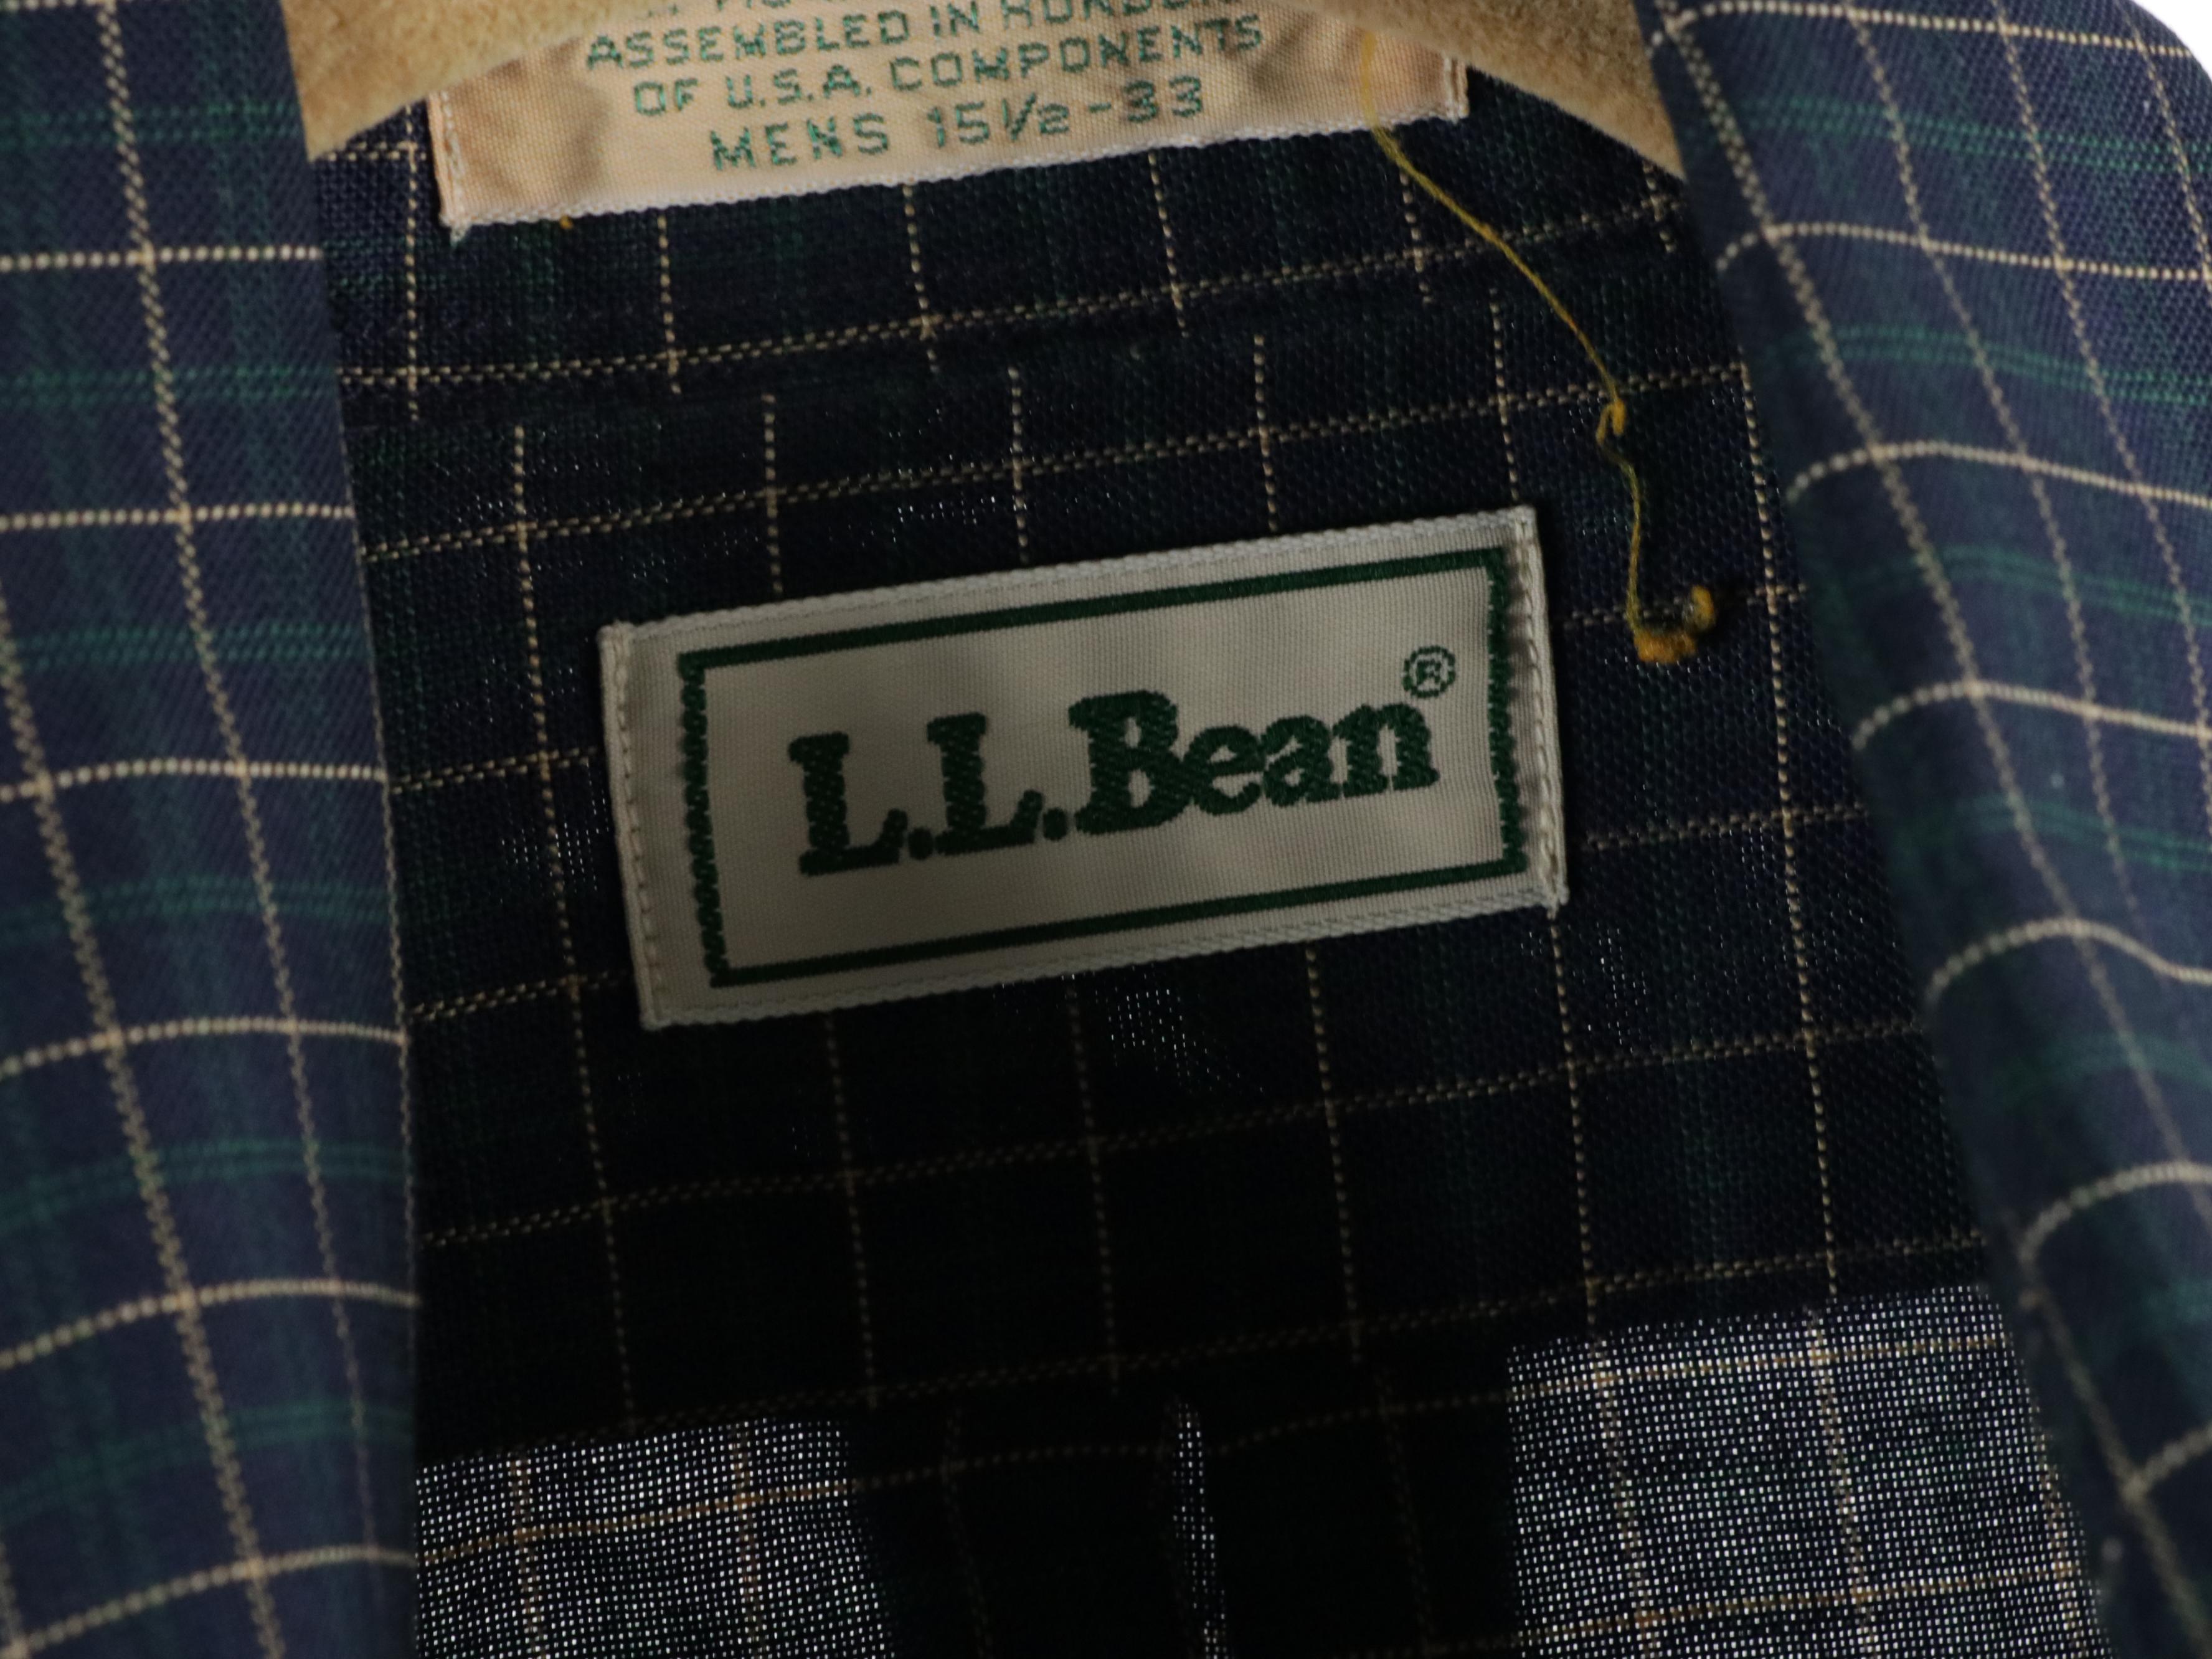 ASSEMBLED IN
OF U.S.A. COMPONENTS
MENS 15½-33
L.L.Bean®